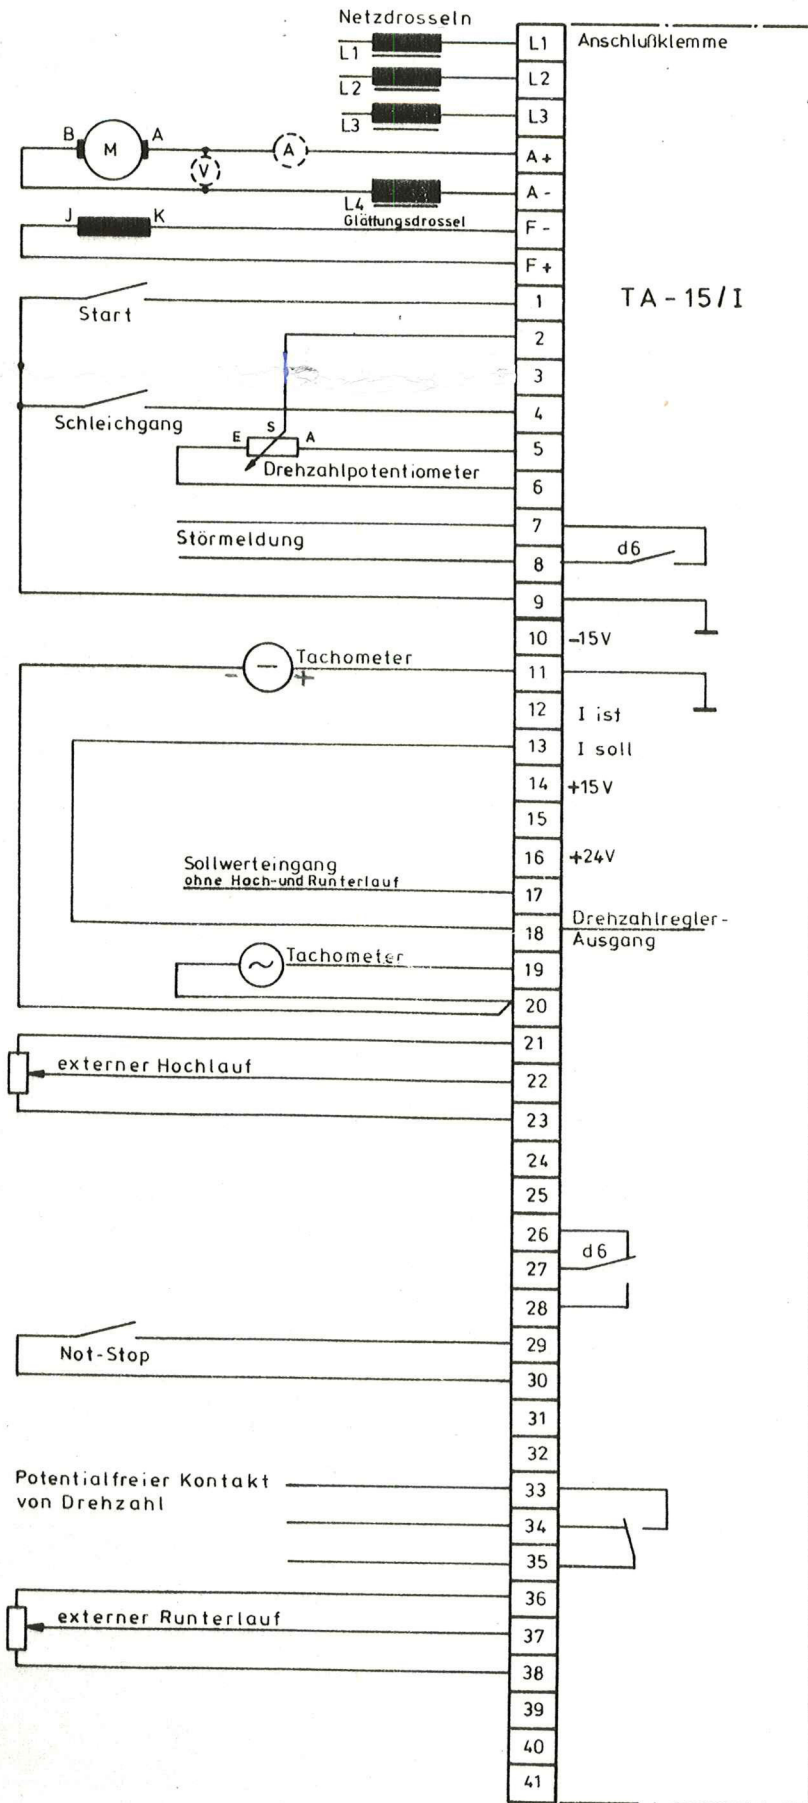 Netzdrosseln
L1 L1 Anschlußklemme
L2 L2
L3 L3
B M A A A+
V
L4 A -
Glättungsdrossel
J K F -
F +
1 TA - 15 / I
Start
2
3
4
Schleichgang
E S A 5
Drehzahlpotentiometer
6
7
Störmeldung d6
8
9
10 -15V
Tachometer
- + 11
12 I ist
13 I soll
14 +15V
15
Sollwerteingang 16 +24V
ohne Hoch-und Runterlauf
17
18 Drehzahlregler-
Ausgang
~ Tachometer 19
20
21
externer Hochlauf
22
23
24
25
26
d6
27
28
29
Not-Stop
30
31
32
Potentialfreier Kontakt 33
von Drehzahl
34
35
36
externer Runterlauf
37
38
39
40
41